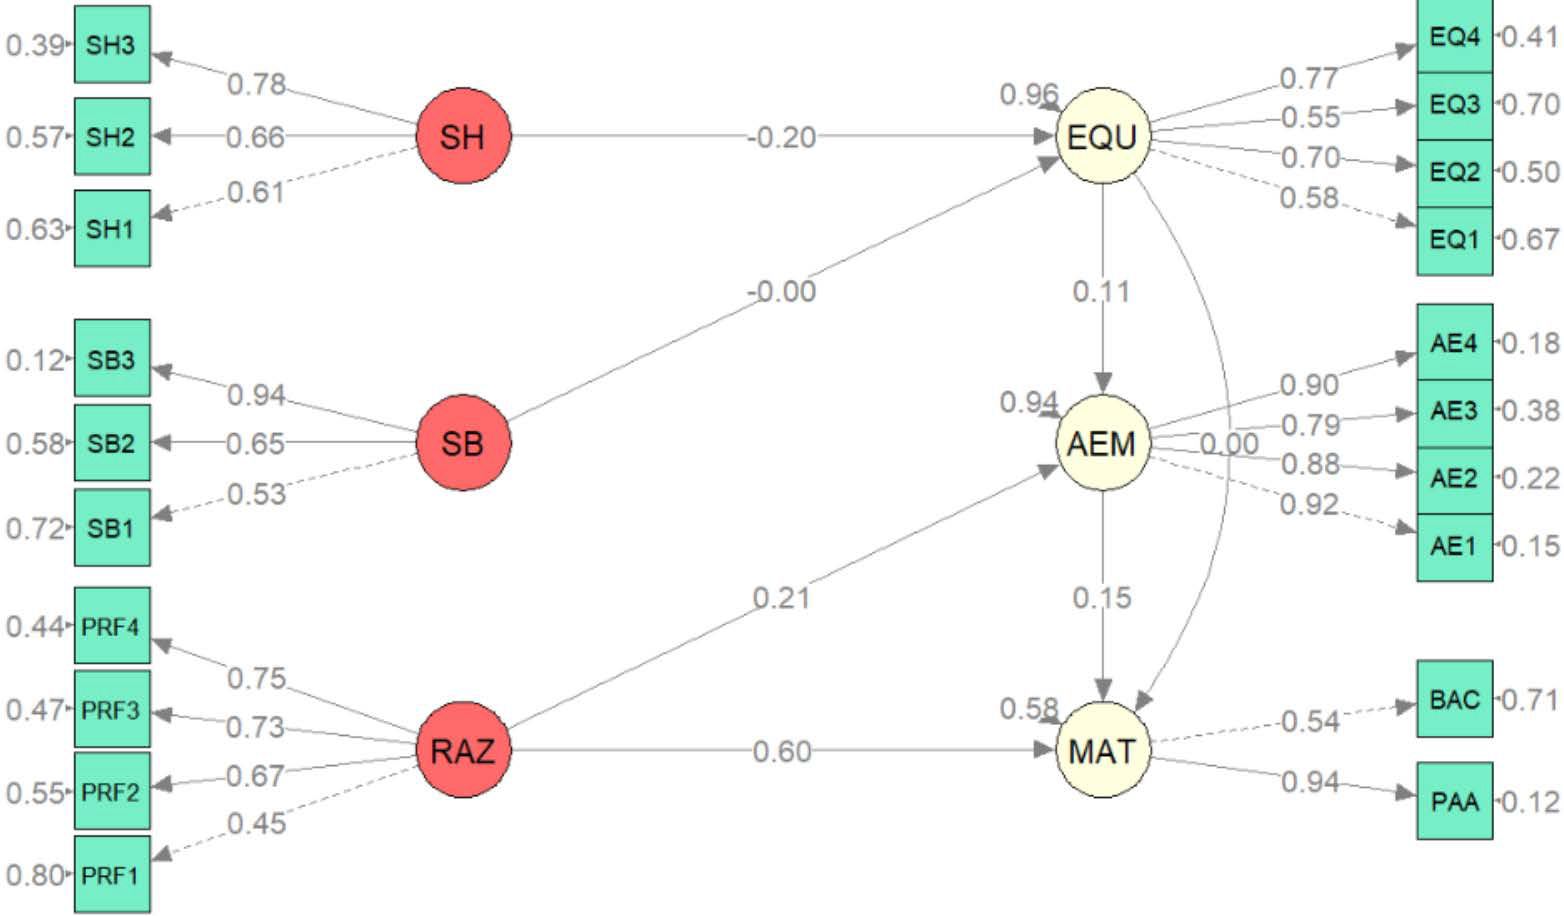 0.39 SH3
0.78
0.57 SH2
0.66
0.63 SH1
0.61
SH
-0.20
0.96
EQU
0.77
EQ4 0.41
0.55
EQ3 0.70
0.70
EQ2 0.50
0.58
EQ1 0.67
-0.00
0.11
0.12 SB3
0.94
0.58 SB2
0.65
0.72 SB1
0.53
SB
0.94
AEM
0.00
0.90
AE4 0.18
0.79
AE3 0.38
0.88
AE2 0.22
0.92
AE1 0.15
0.21
0.15
0.44 PRF4
0.75
0.47 PRF3
0.73
0.55 PRF2
0.67
0.80 PRF1
0.45
RAZ
0.60
0.58
MAT
0.54
BAC 0.71
0.94
PAA 0.12